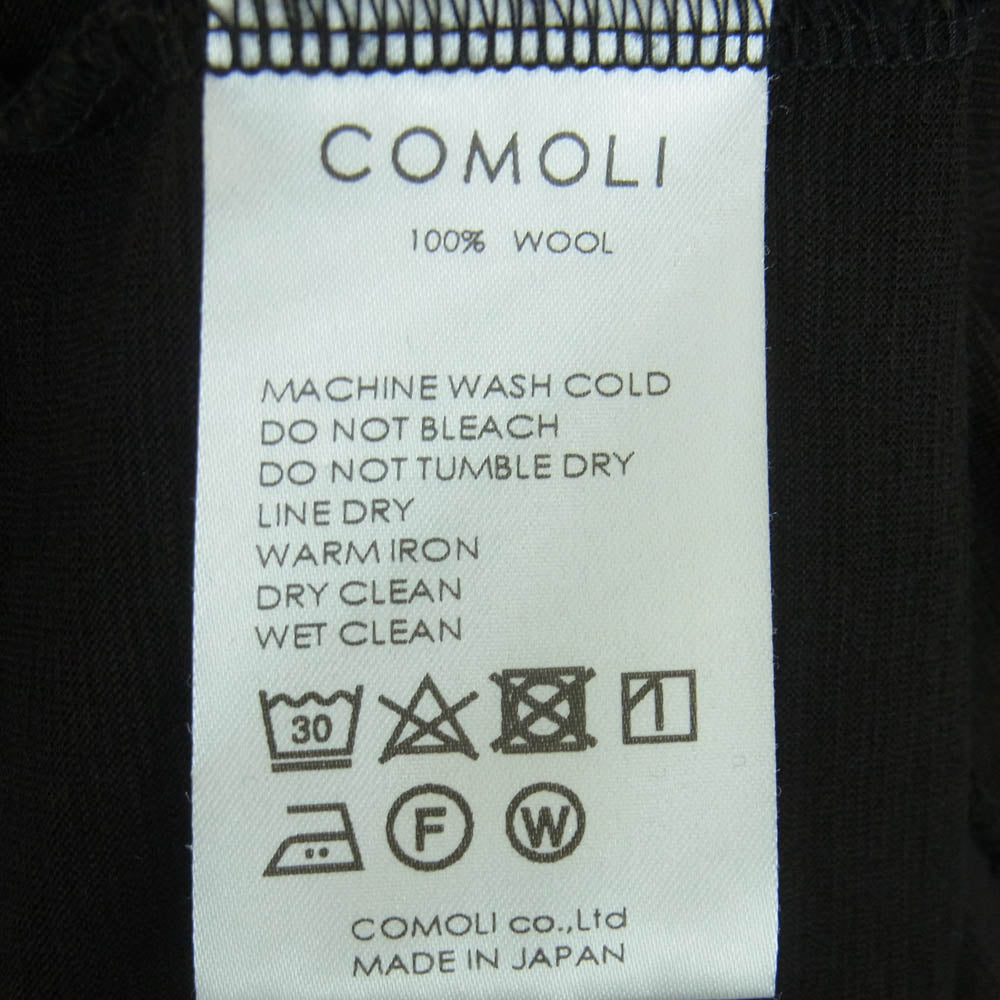 COMOLI
100% WOOL
MACHINE WASH COLD
DO NOT BLEACH
DO NOT TUMBLE DRY
LINE DRY
WARM IRON
DRY CLEAN
WET CLEAN
30
F W
COMOLI co.,Ltd
MADE IN JAPAN